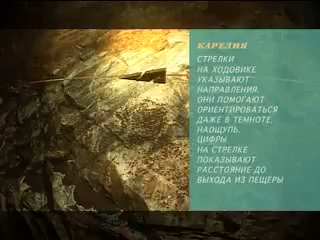 КАРЕЛИЯ
СТРЕЛКИ
НА ХОДОВИКЕ
УКАЗЫВАЮТ
НАПРАВЛЕНИЯ.
ОНИ ПОМОГАЮТ
ОРИЕНТИРОВАТЬСЯ
ДАЖЕ В ТЕМНОТЕ,
НАОЩУПЬ.
ЦИФРЫ
НА СТРЕЛКЕ
ПОКАЗЫВАЮТ
РАССТОЯНИЕ ДО
ВЫХОДА ИЗ ПЕЩЕРЫ